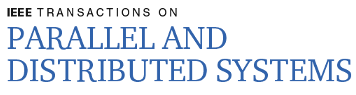 IEEE TRANSACTIONS ON
PARALLEL AND
DISTRIBUTED SYSTEMS